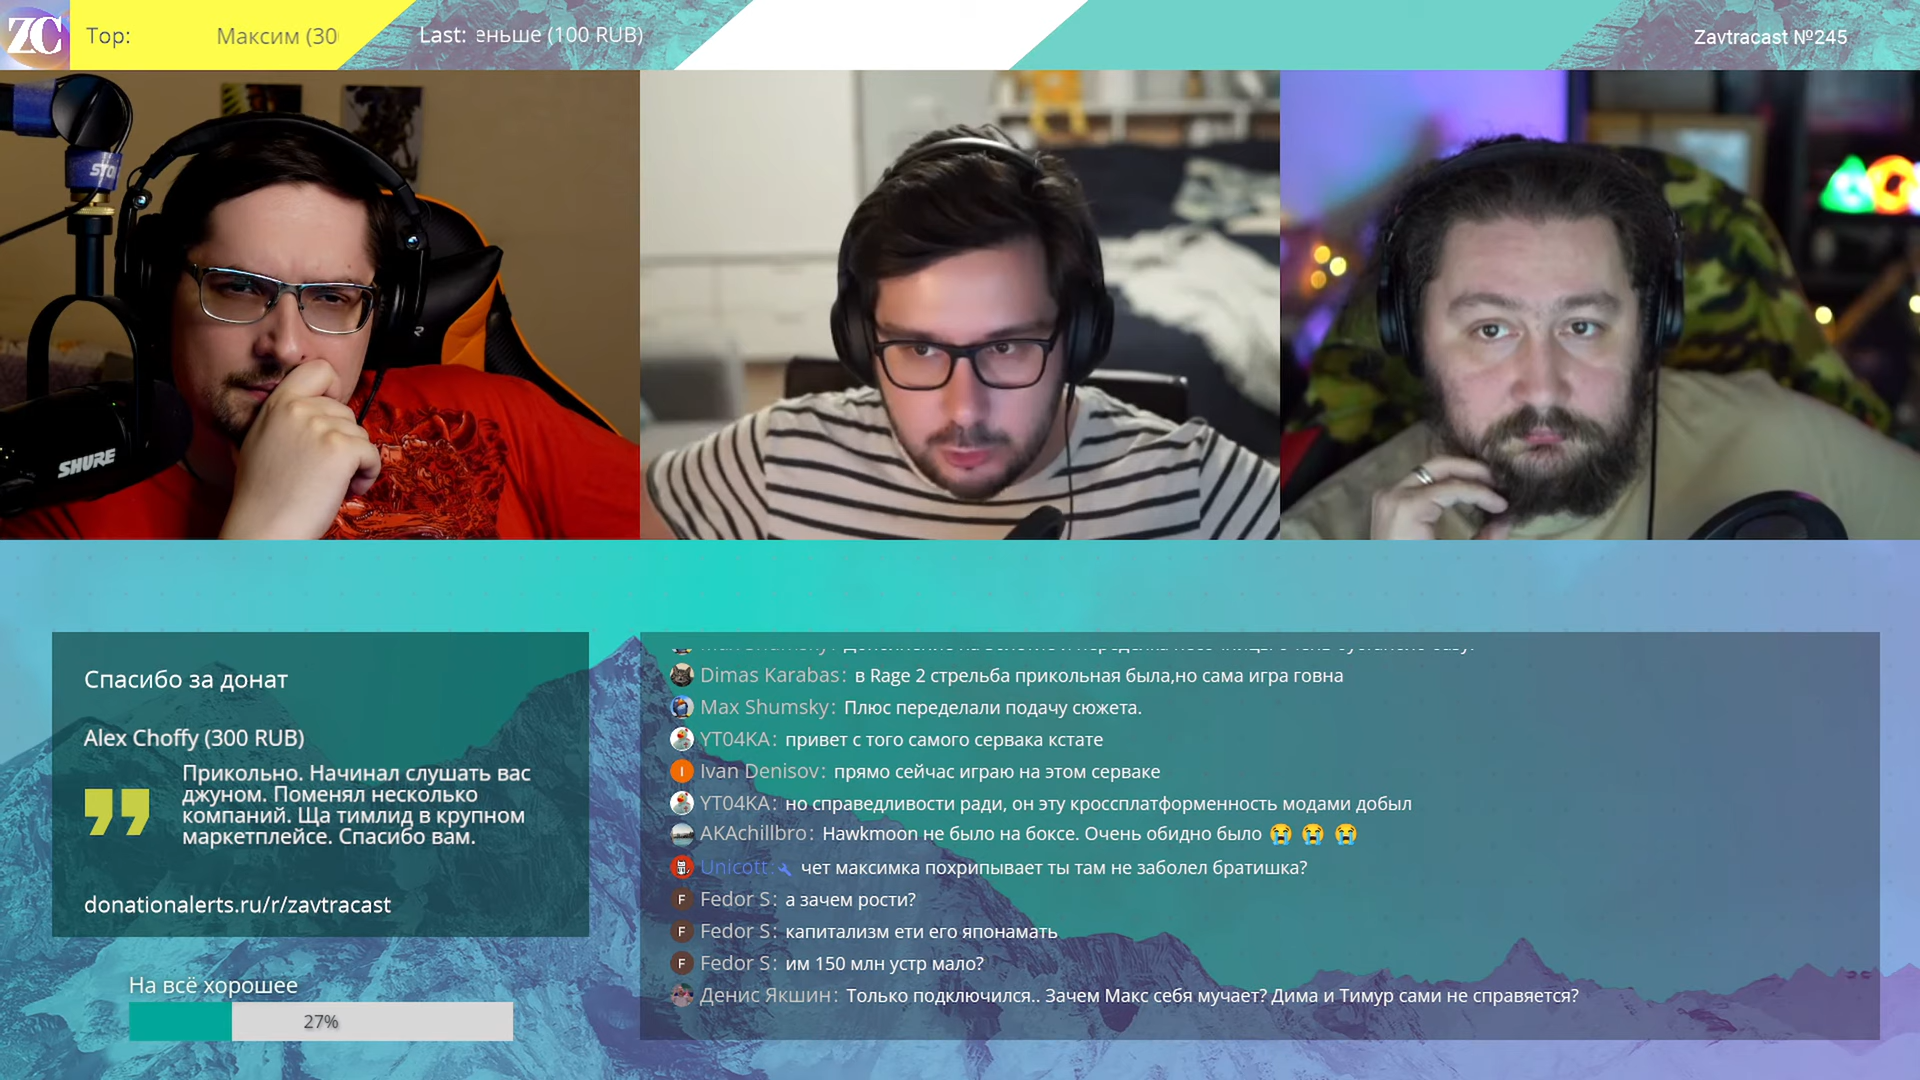 ZC
Top:
Максим (30
Last: еньше (100 RUB)
Zavtracast №245
SHURE
Спасибо за донат
Alex Choffy (300 RUB)
Прикольно. Начинал слушать вас
джуном. Поменял несколько
компаний. Ща тимлид в крупном
маркетплейсе. Спасибо вам.
donationalerts.ru/r/zavtracast
На всё хорошее
27%
Dimas Karabas: в Rage 2 стрельба прикольная была,но сама игра говна
Max Shumsky: Плюс переделали подачу сюжета.
YT04KA: привет с того самого сервака кстате
I Ivan Denisov: прямо сейчас играю на этом серваке
YT04KA: но справедливости ради, он эту кроссплатформенность модами добыл
AKAchillbro: Hawkmoon не было на боксе. Очень обидно было 😭 😭 😭
Unicott: чет максимка похрипывает ты там не заболел братишка?
F Fedor S: а зачем рости?
F Fedor S: капитализм ети его японамать
F Fedor S: им 150 млн устр мало?
Денис Якшин: Только подключился.. Зачем Макс себя мучает? Дима и Тимур сами не справяется?